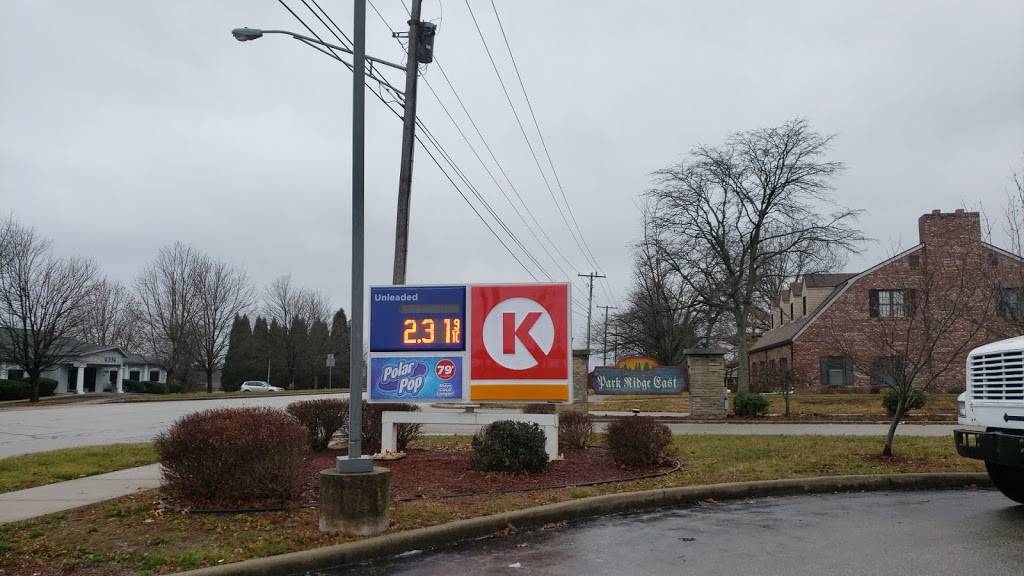 Unleaded
2.31 9/10
Polar Pop
79¢
K
Park Ridge East